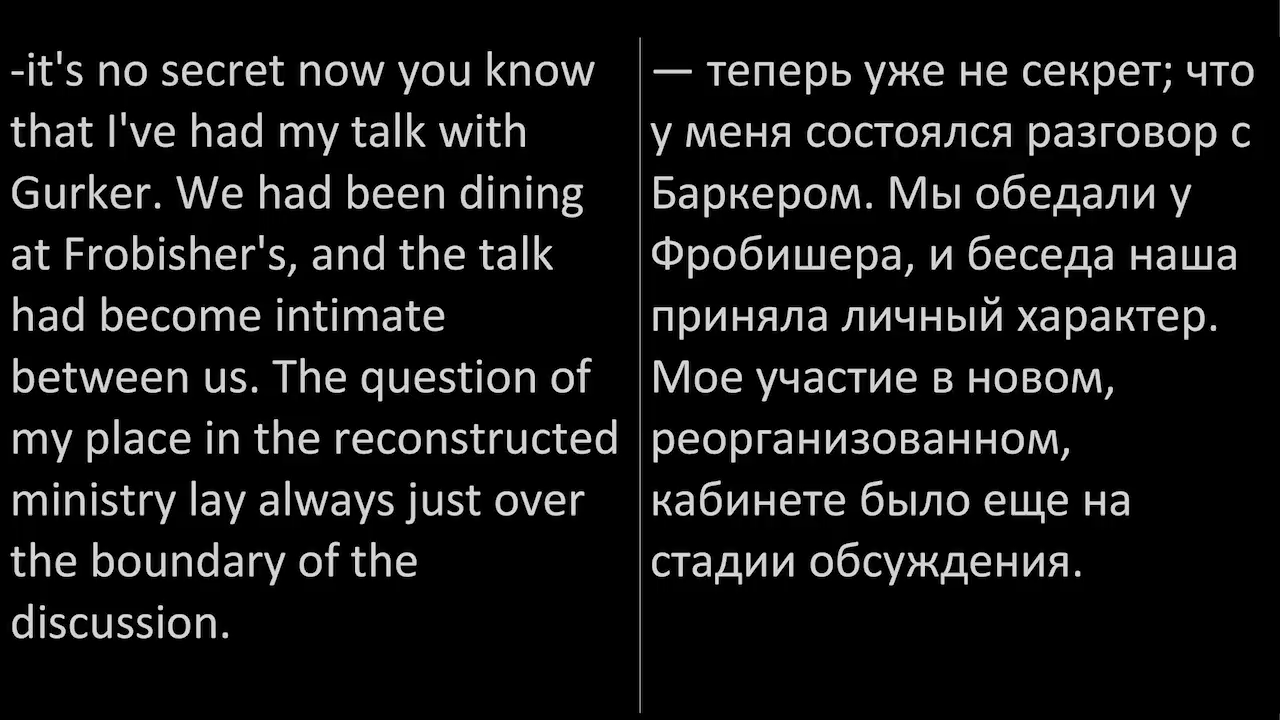 -it's no secret now you know
that I've had my talk with
Gurker. We had been dining
at Frobisher's, and the talk
had become intimate
between us. The question of
my place in the reconstructed
ministry lay always just over
the boundary of the
discussion.
— теперь уже не секрет; что
у меня состоялся разговор с
Баркером. Мы обедали у
Фробишера, и беседа наша
приняла личный характер.
Мое участие в новом,
реорганизованном,
кабинете было еще на
стадии обсуждения.